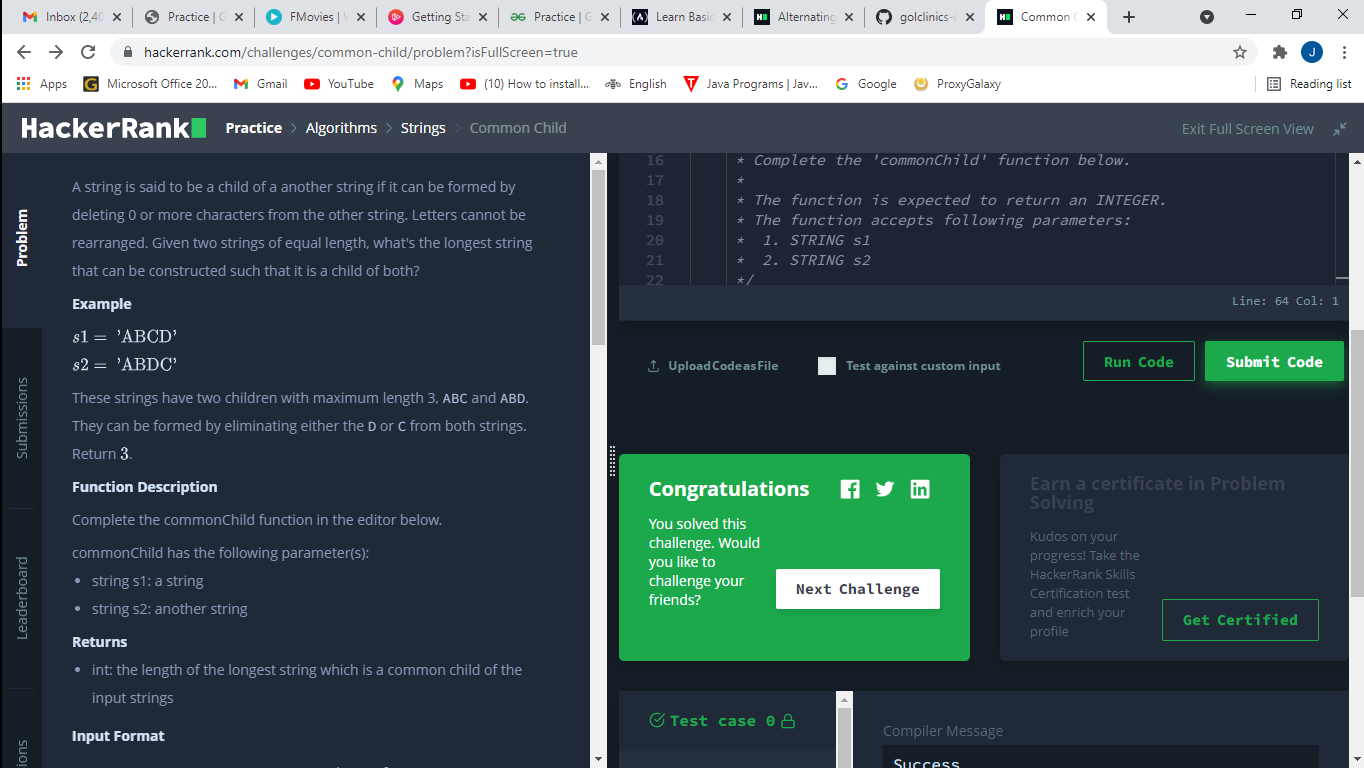 Inbox (2,40
Practice | G
FMovies | W
Getting Sta
Practice | G
Learn Basic
Alternating
golclinics-c
Common C
hackerrank.com/challenges/common-child/problem?isFullScreen=true
J
Apps
Microsoft Office 20...
Gmail
YouTube
Maps
(10) How to install...
English
Java Programs | Jav...
Google
ProxyGalaxy
Reading list
HackerRank
Practice
Algorithms
Strings
Common Child
Exit Full Screen View
Problem
Submissions
Leaderboard
A string is said to be a child of a another string if it can be formed by
deleting 0 or more characters from the other string. Letters cannot be
rearranged. Given two strings of equal length, what's the longest string
that can be constructed such that it is a child of both?
Example
s1 = 'ABCD'
s2 = 'ABDC'
These strings have two children with maximum length 3, ABC and ABD.
They can be formed by eliminating either the D or C from both strings.
Return 3.
Function Description
Complete the commonChild function in the editor below.
commonChild has the following parameter(s):
• string s1: a string
• string s2: another string
Returns
• int: the length of the longest string which is a common child of the
input strings
Input Format
16 * Complete the 'commonChild' function below.
17 *
18 * The function is expected to return an INTEGER.
19 * The function accepts following parameters:
20 * 1. STRING s1
21 * 2. STRING s2
22 */
Line: 64 Col: 1
Upload Code as File
Test against custom input
Run Code
Submit Code
Congratulations
You solved this
challenge. Would
you like to
challenge your
friends?
Next Challenge
Earn a certificate in Problem
Solving
Kudos on your
progress! Take the
HackerRank Skills
Certification test
and enrich your
profile
Get Certified
Test case 0
Compiler Message
Success